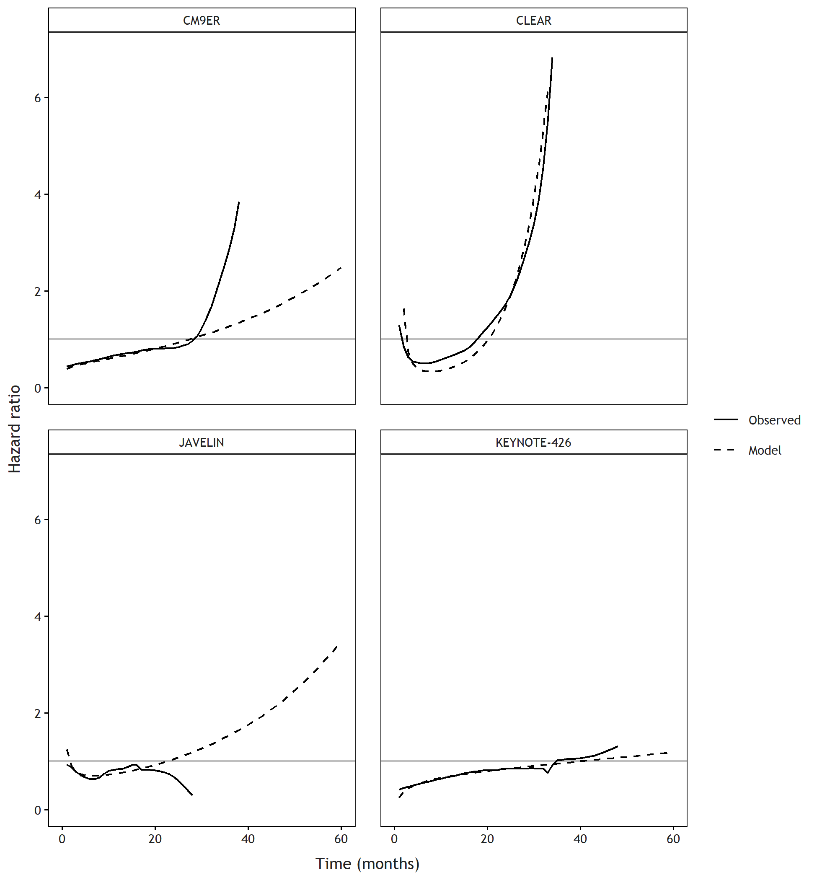 CM9ER
CLEAR
6
4
2
0
Hazard ratio
Observed
Model
JAVELIN
KEYNOTE-426
6
4
2
0
0
20
40
60
0
20
40
60
Time (months)